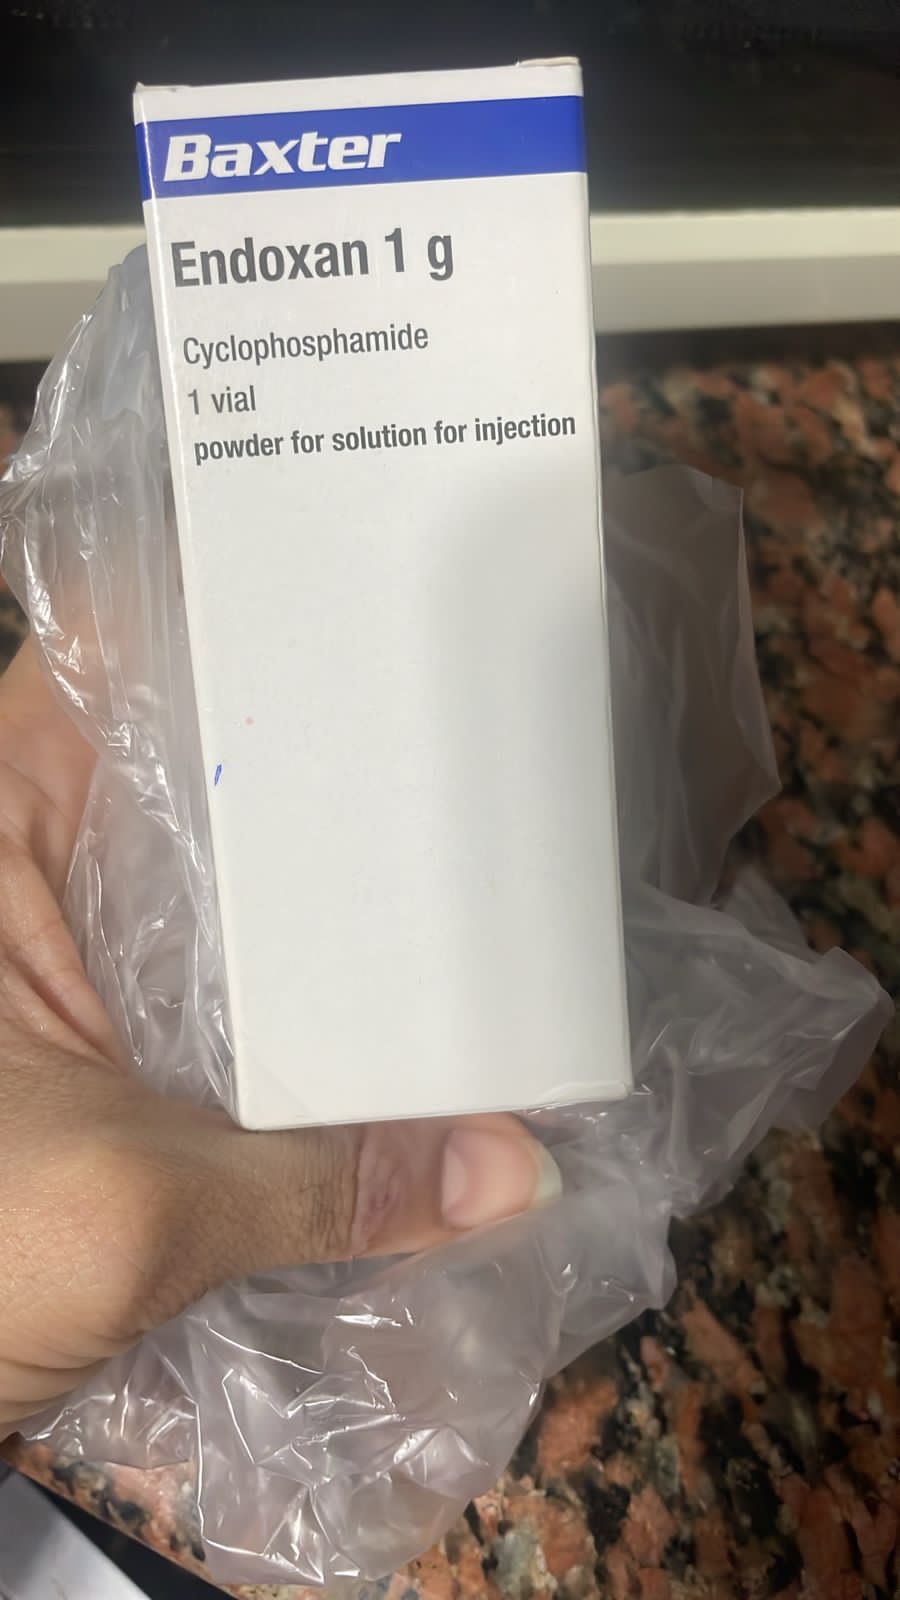 Baxter
Endoxan 1 g
Cyclophosphamide
1 vial
powder for solution for injection